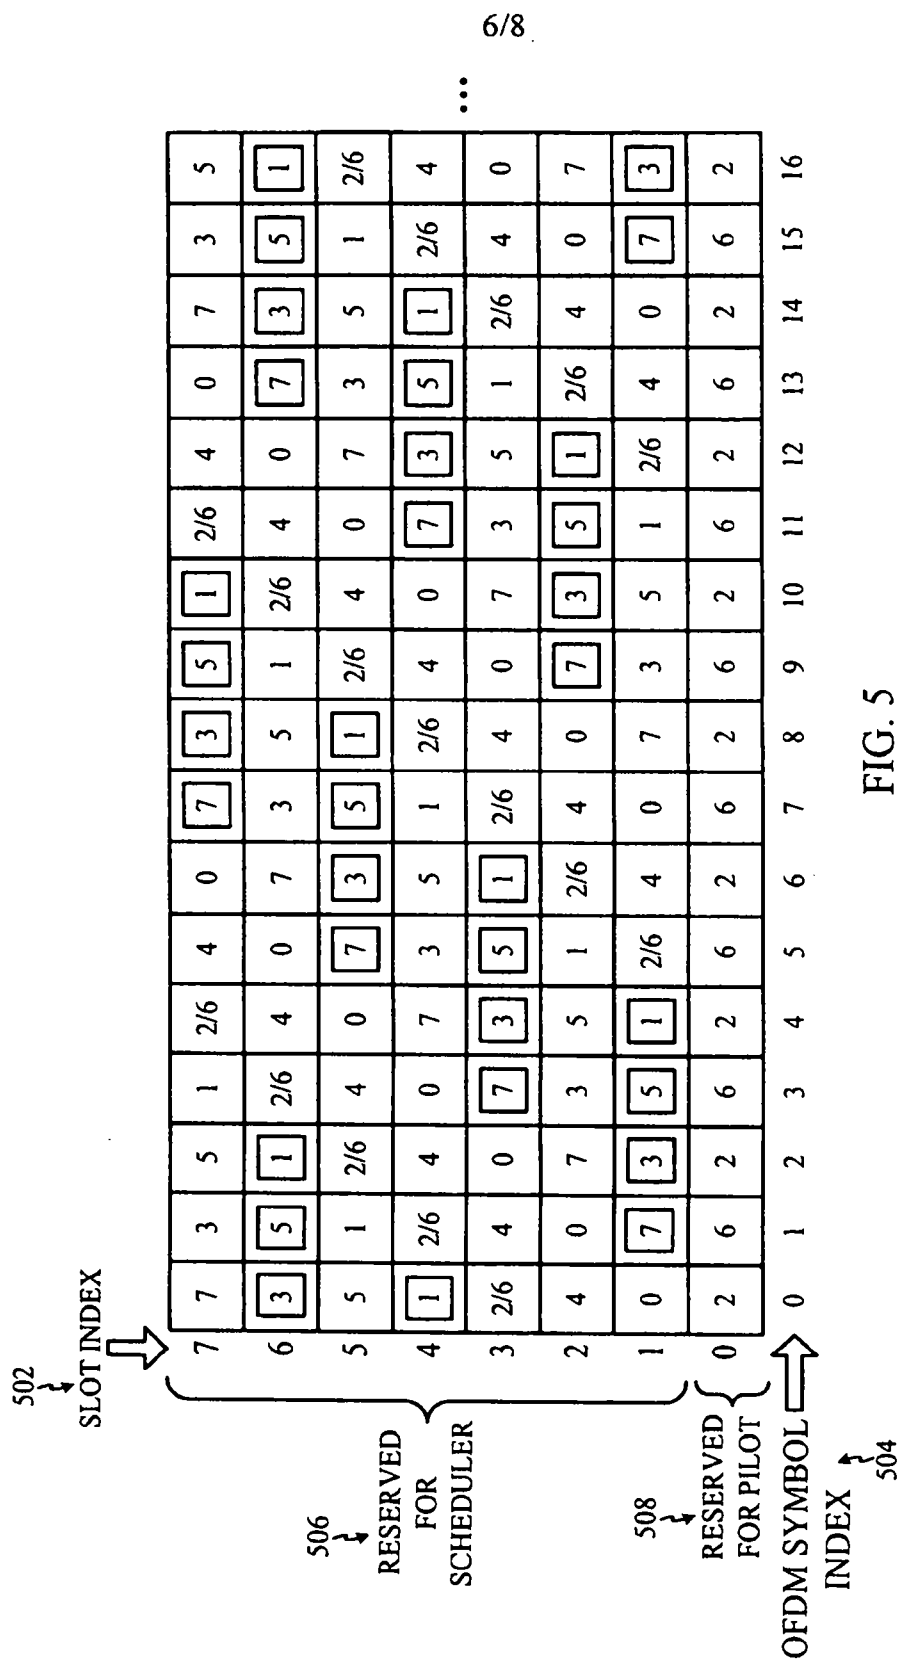 6/8
502
SLOT INDEX
7 7 3 5 1 2/6 4 0 7 3 5 1 2/6 4 0 7 3 5
6 3 5 1 2/6 4 0 7 3 5 1 2/6 4 0 7 3 5 1
5 5 1 2/6 4 0 7 3 5 1 2/6 4 0 7 3 5 1 2/6
4 1 2/6 4 0 7 3 5 1 2/6 4 0 7 3 5 1 2/6 4
3 2/6 4 0 7 3 5 1 2/6 4 0 7 3 5 1 2/6 4 0
2 4 0 7 3 5 1 2/6 4 0 7 3 5 1 2/6 4 0 7
1 0 7 3 5 1 2/6 4 0 7 3 5 1 2/6 4 0 7 3
0 2 6 2 6 2 6 2 6 2 6 2 6 2 6 2 6 2
...
506
RESERVED
FOR
SCHEDULER
508
RESERVED
FOR PILOT
OFDM SYMBOL
INDEX
504
0 1 2 3 4 5 6 7 8 9 10 11 12 13 14 15 16
FIG. 5